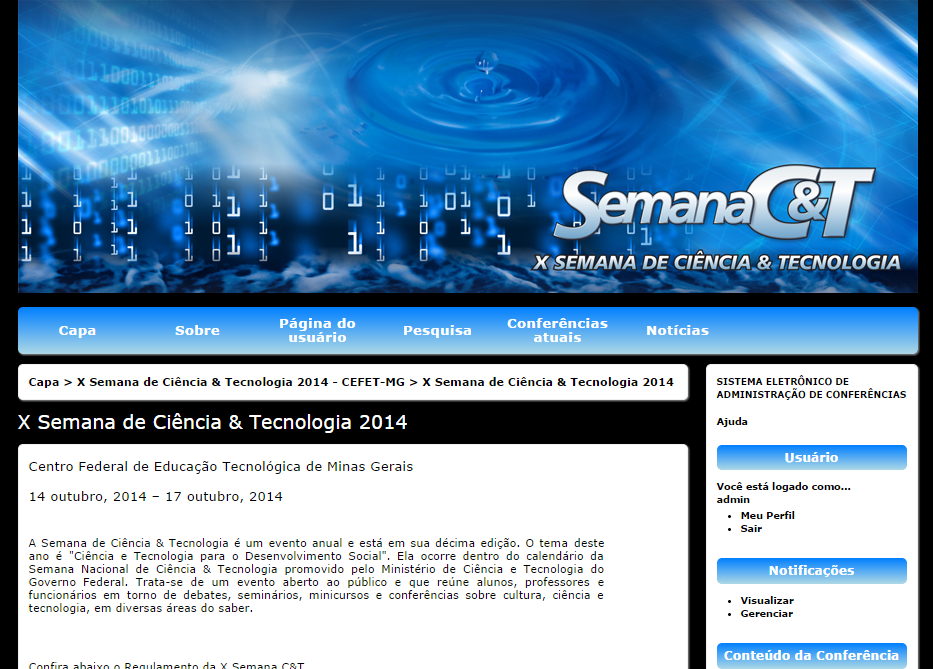 SemanaC&T
X SEMANA DE CIÊNCIA & TECNOLOGIA
Capa
Sobre
Página do
usuário
Pesquisa
Conferências
atuais
Notícias
Capa > X Semana de Ciência & Tecnologia 2014 - CEFET-MG > X Semana de Ciência & Tecnologia 2014
X Semana de Ciência & Tecnologia 2014
Centro Federal de Educação Tecnológica de Minas Gerais
14 outubro, 2014 – 17 outubro, 2014
A Semana de Ciência & Tecnologia é um evento anual e está em sua décima edição. O tema deste
ano é "Ciência e Tecnologia para o Desenvolvimento Social". Ela ocorre dentro do calendário da
Semana Nacional de Ciência & Tecnologia promovido pelo Ministério de Ciência e Tecnologia do
Governo Federal. Trata-se de um evento aberto ao público e que reúne alunos, professores e
funcionários em torno de debates, seminários, minicursos e conferências sobre cultura, ciência e
tecnologia, em diversas áreas do saber.
Confira abaixo o Regulamento da X Semana C&T
SISTEMA ELETRÔNICO DE
ADMINISTRAÇÃO DE CONFERÊNCIAS
Ajuda
Usuário
Você está logado como...
admin
Meu Perfil
Sair
Notificações
Visualizar
Gerenciar
Conteúdo da Conferência